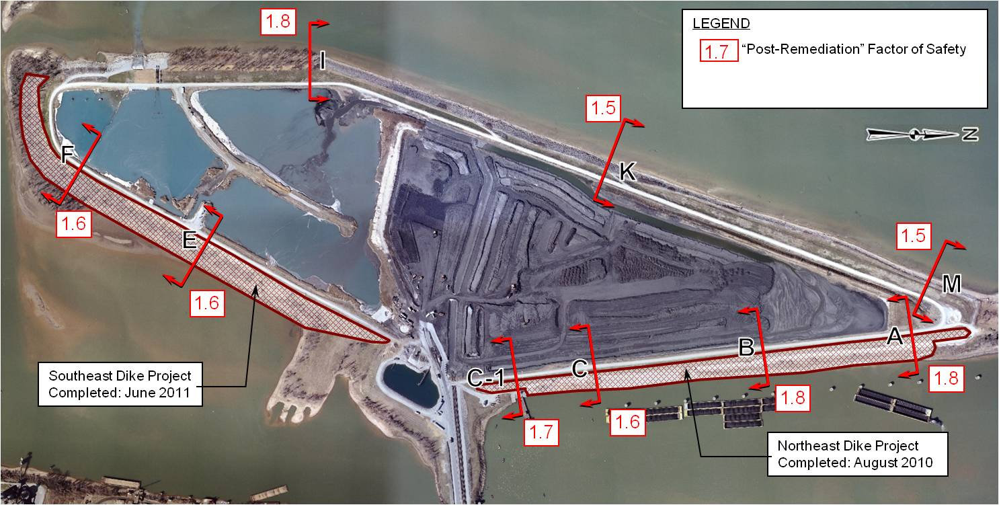 LEGEND
1.7 "Post-Remediation" Factor of Safety
1.8
I
1.5
K
Z
F
1.6
E
1.6
1.5
M
A
1.8
B
1.8
C
1.6
C-1
1.7
Southeast Dike Project
Completed: June 2011
Northeast Dike Project
Completed: August 2010